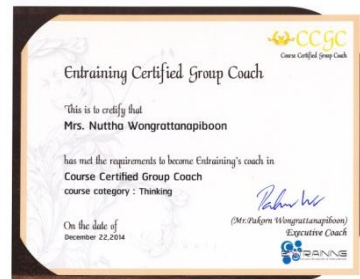 CCGC
Course Certified Group Coach
Entraining Certified Group Coach
This is to cretify that
Mrs. Nuttha Wongrattanapiboon
has met the requirements to become Entraining's coach in
Course Certified Group Coach
course category : Thinking
On the date of
December 22,2014
(Mr.Pakorn Wongrattanapiboon)
Executive Coach